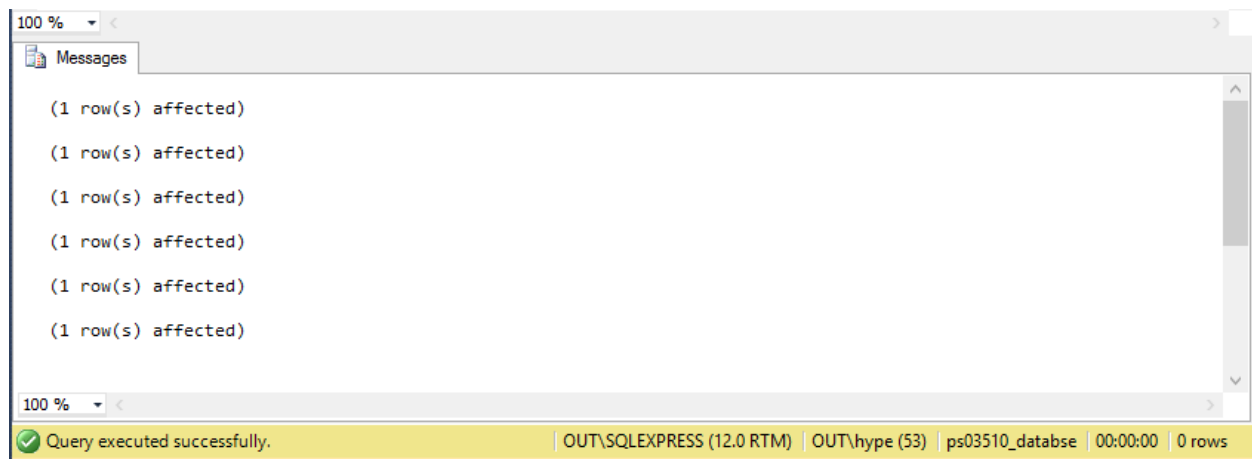 100 %
Messages
(1 row(s) affected)
(1 row(s) affected)
(1 row(s) affected)
(1 row(s) affected)
(1 row(s) affected)
(1 row(s) affected)
100 %
Query executed successfully. OUT\SQLEXPRESS (12.0 RTM) OUT\hype (53) ps03510_databse 00:00:00 0 rows